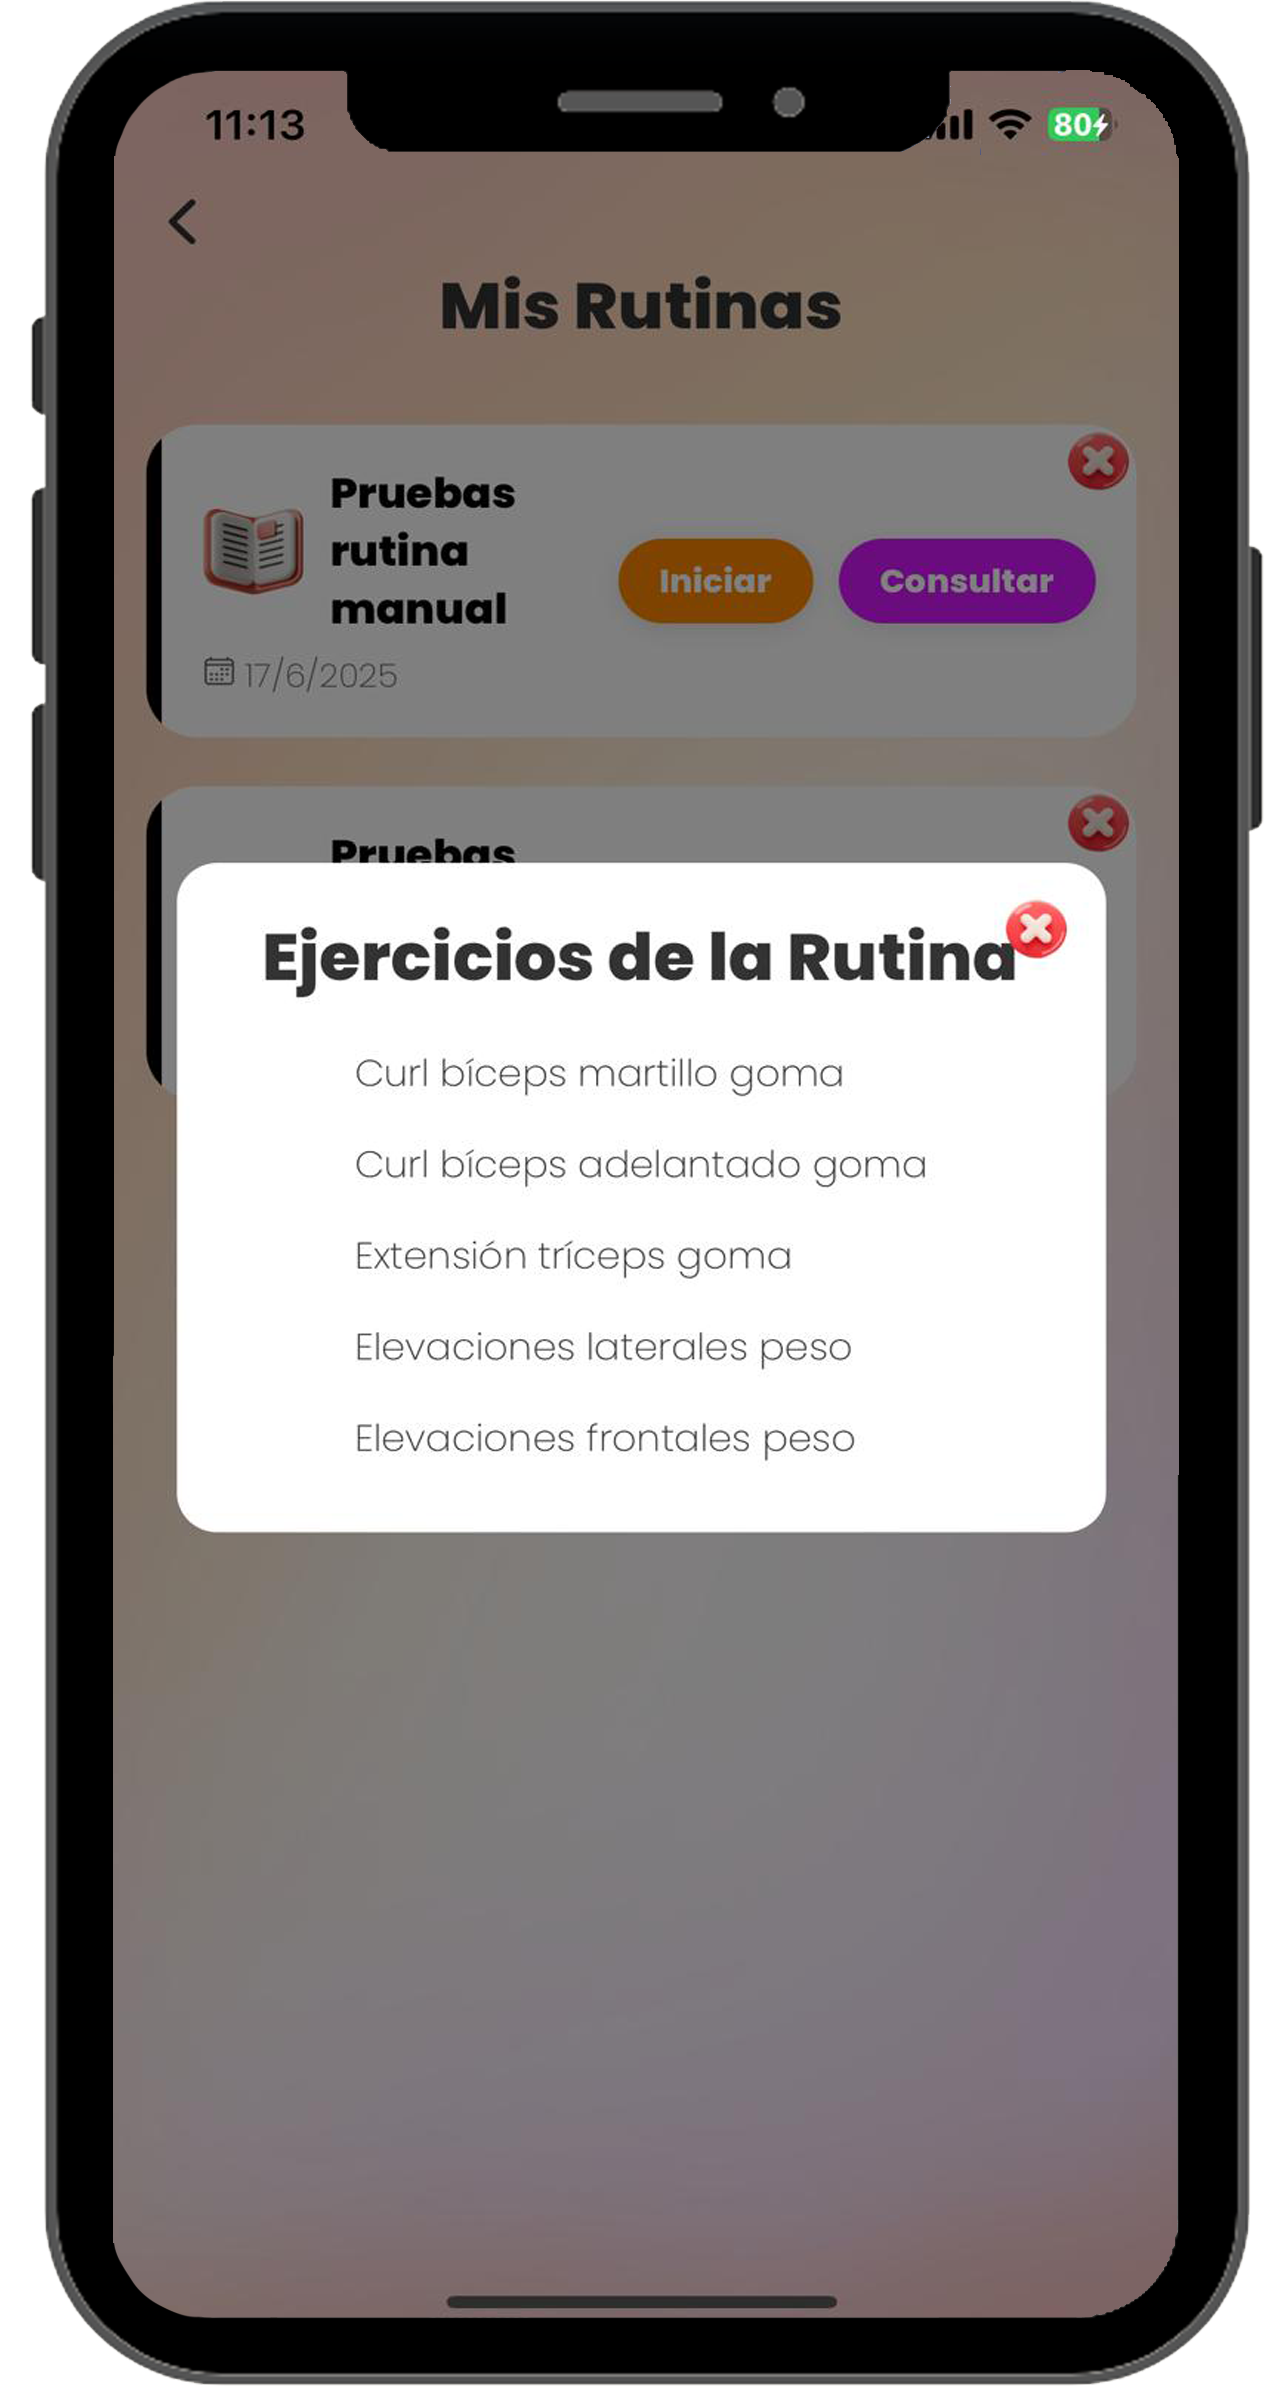 11:13
80
Mis Rutinas
Pruebas
rutina
manual
Iniciar
Consultar
17/6/2025
Pruebas
Ejercicios de la Rutina
Curl bíceps martillo goma
Curl bíceps adelantado goma
Extensión tríceps goma
Elevaciones laterales peso
Elevaciones frontales peso